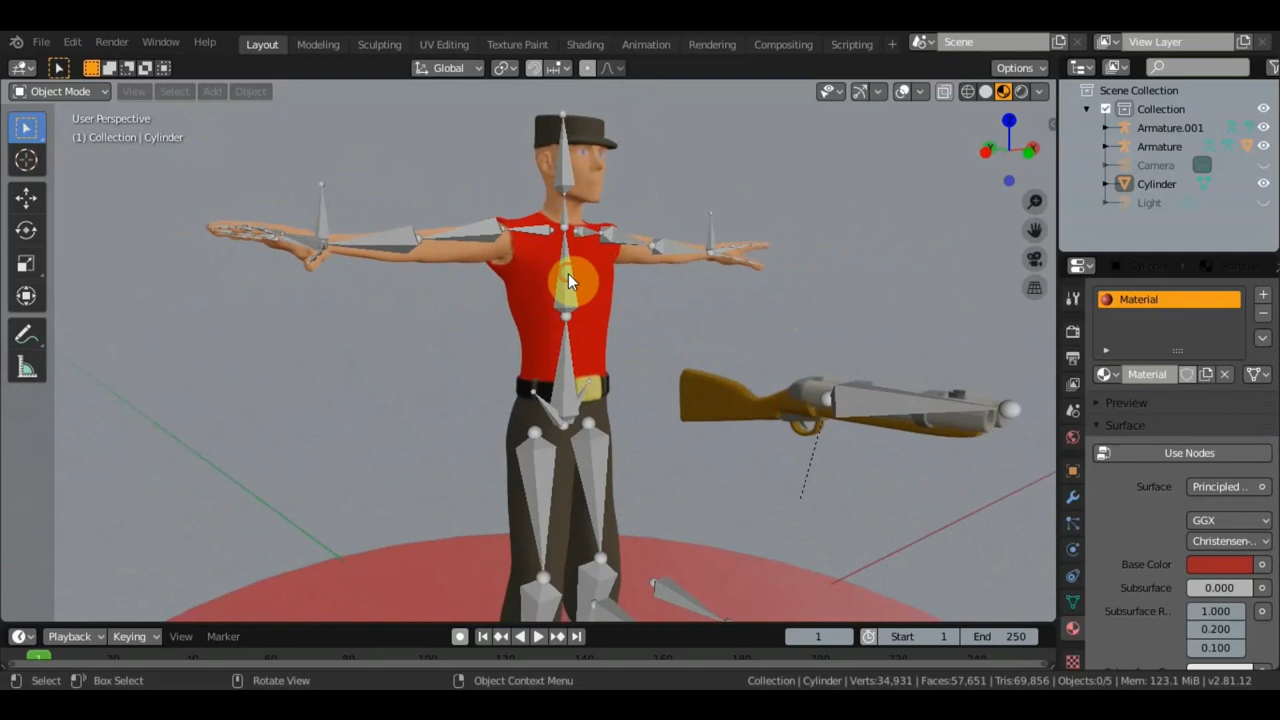 File Edit Render Window Help Layout Modeling Sculpting UV Editing Texture Paint Shading Animation Rendering Compositing Scripting + Scene View Layer
Global Options
Object Mode View Select Add Object
User Perspective
(1) Collection | Cylinder
Scene Collection
Collection
Armature.001
Armature
Camera
Cylinder
Light
Material
Material
Preview
Surface
Use Nodes
Surface Principled ..
GGX
Christensen-..
Base Color
Subsurface 0.000
Subsurface R.. 1.000
0.200
0.100
Playback Keying View Marker 1 Start 1 End 250
Select Box Select Rotate View Object Context Menu Collection | Cylinder | Verts:34,931 | Faces:57,651 | Tris:69,856 | Objects:0/5 | Mem: 123.1 MiB | v2.81.12